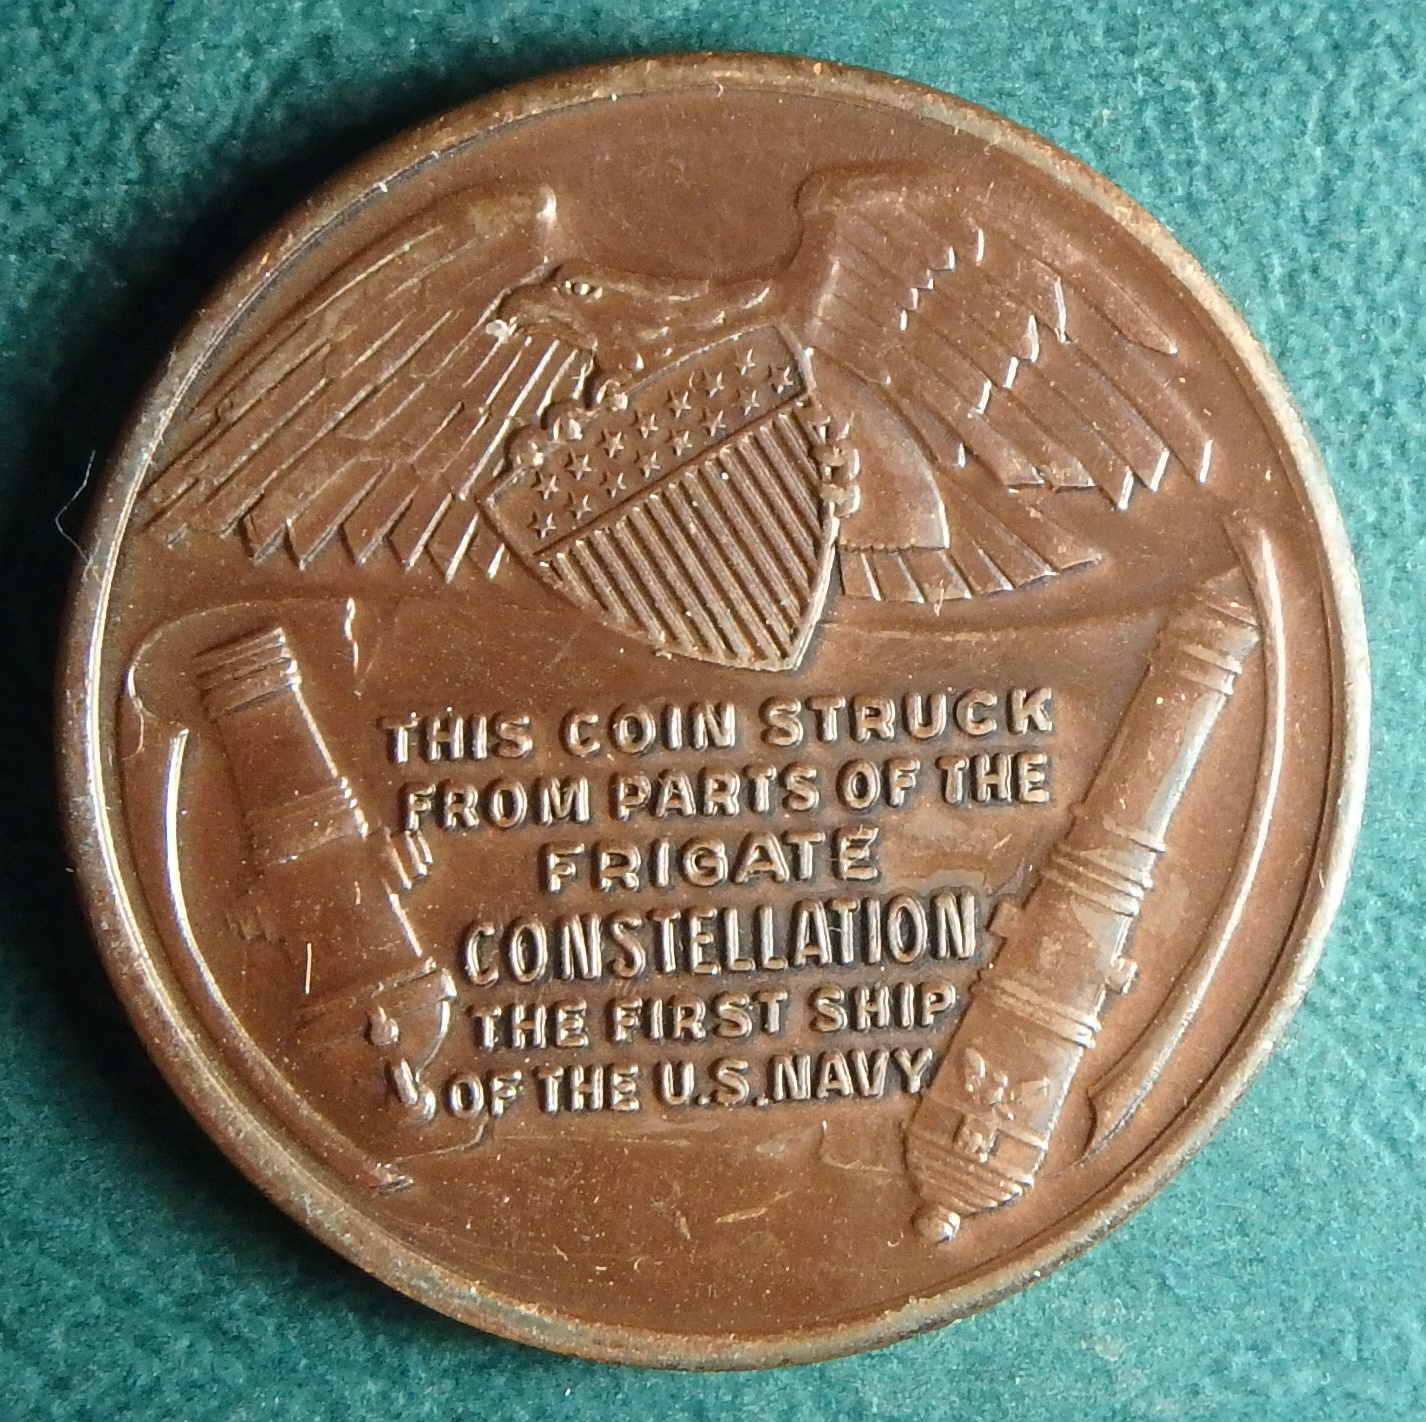 THIS COIN STRUCK
FROM PARTS OF THE
FRIGATE
CONSTELLATION
THE FIRST SHIP
OF THE U.S.NAVY